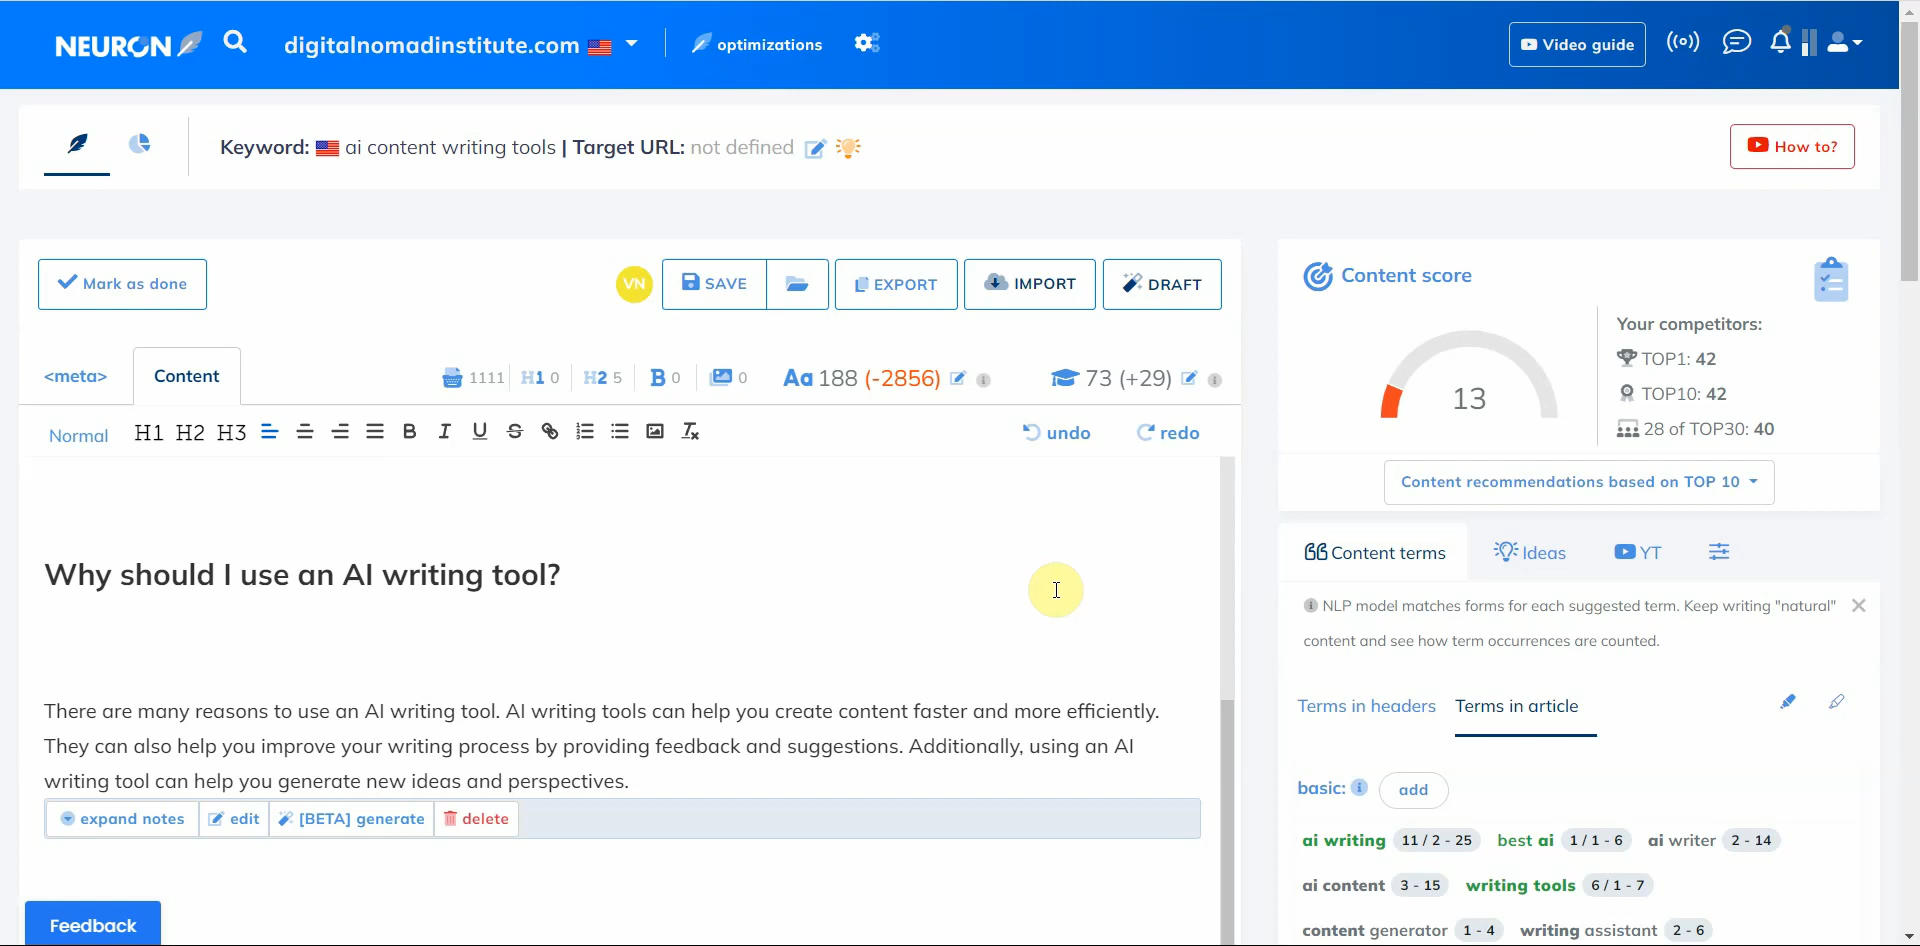 NEURON
digitalnomadinstitute.com
optimizations
Video guide
Keyword: ai content writing tools | Target URL: not defined
How to?
Mark as done
VN
SAVE
EXPORT
IMPORT
DRAFT
Content score
13
Your competitors:
TOP1: 42
TOP10: 42
28 of TOP30: 40
Content recommendations based on TOP 10
<meta>
Content
1111
H1 0
H2 5
B 0
0
Aa 188 (-2856)
73 (+29)
Normal
H1 H2 H3
B I U S
undo
redo
Why should I use an AI writing tool?
There are many reasons to use an AI writing tool. AI writing tools can help you create content faster and more efficiently.
They can also help you improve your writing process by providing feedback and suggestions. Additionally, using an AI
writing tool can help you generate new ideas and perspectives.
expand notes
edit
[BETA] generate
delete
Feedback
Content terms
Ideas
YT
NLP model matches forms for each suggested term. Keep writing "natural"
content and see how term occurrences are counted.
Terms in headers
Terms in article
basic:
add
ai writing 11 / 2 - 25 best ai 1 / 1 - 6 ai writer 2 - 14
ai content 3 - 15 writing tools 6 / 1 - 7
content generator 1 - 4 writing assistant 2 - 6